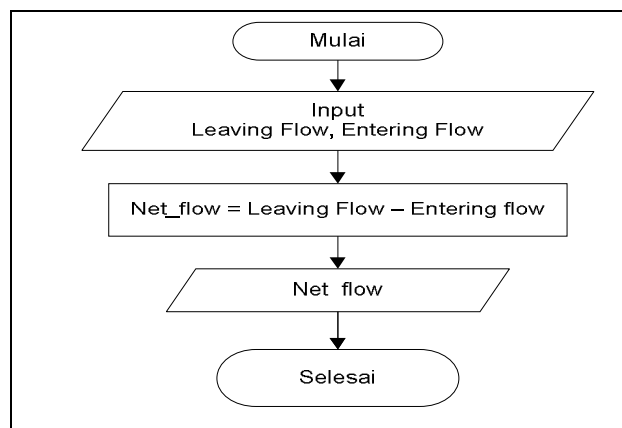 Mulai
Input
Leaving Flow, Entering Flow
Net_flow = Leaving Flow – Entering flow
Net flow
Selesai